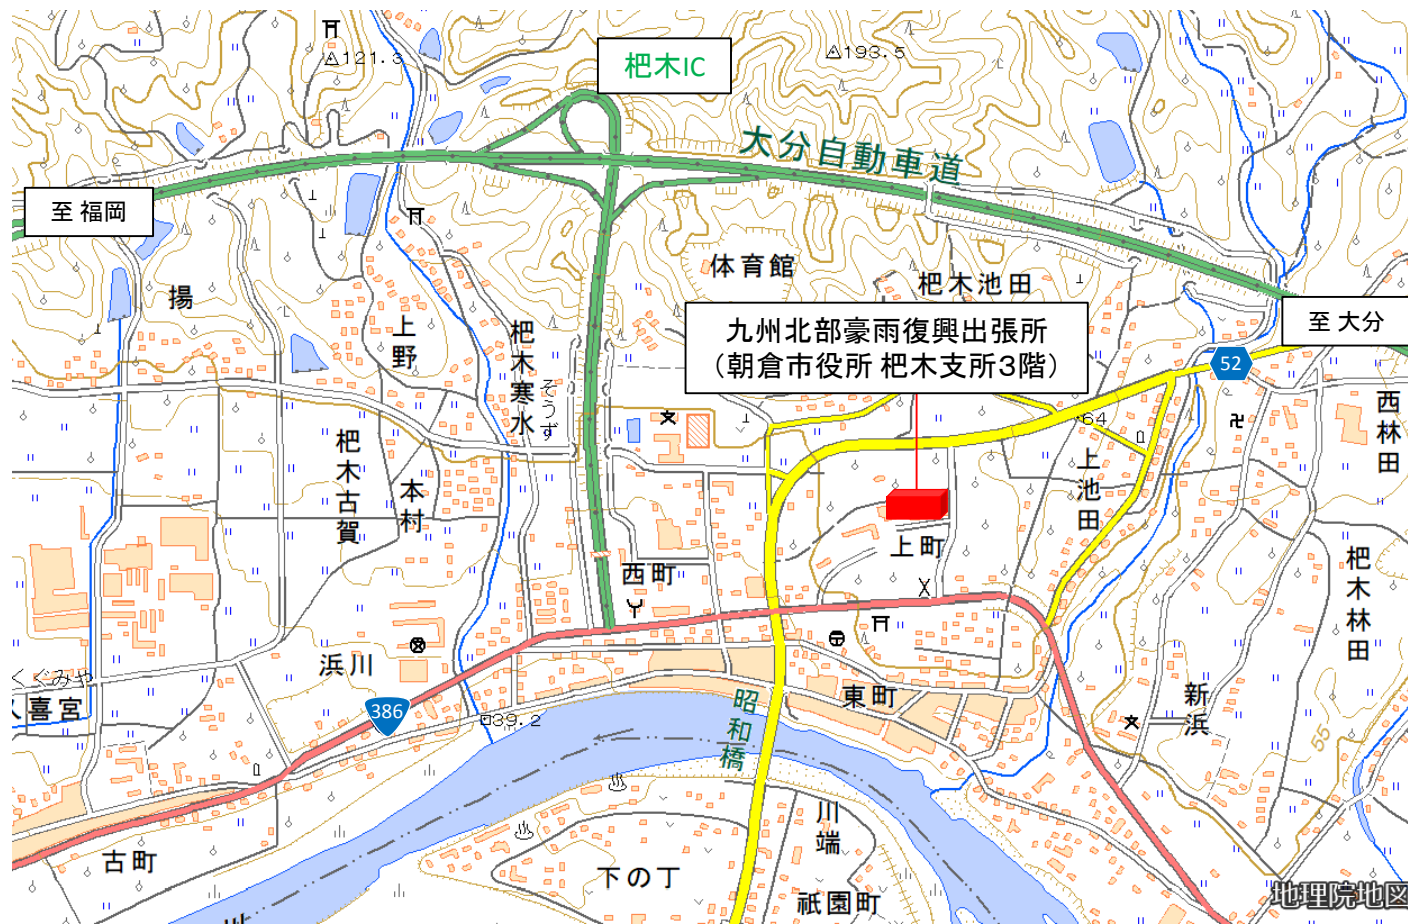 121.3
杷木IC
193.5
大分自動車道
至 福岡
体育館
杷木池田
揚
上野
杷木寒水
そうず
九州北部豪雨復興出張所
（朝倉市役所 杷木支所３階）
至 大分
52
64
西林田
杷木古賀
本村
上池田
上町
西町
杷木林田
浜川
くぐみや
久喜宮
386
39.2
昭和橋
東町
新浜
55
川端
古町
下の丁
祇園町
地理院地図